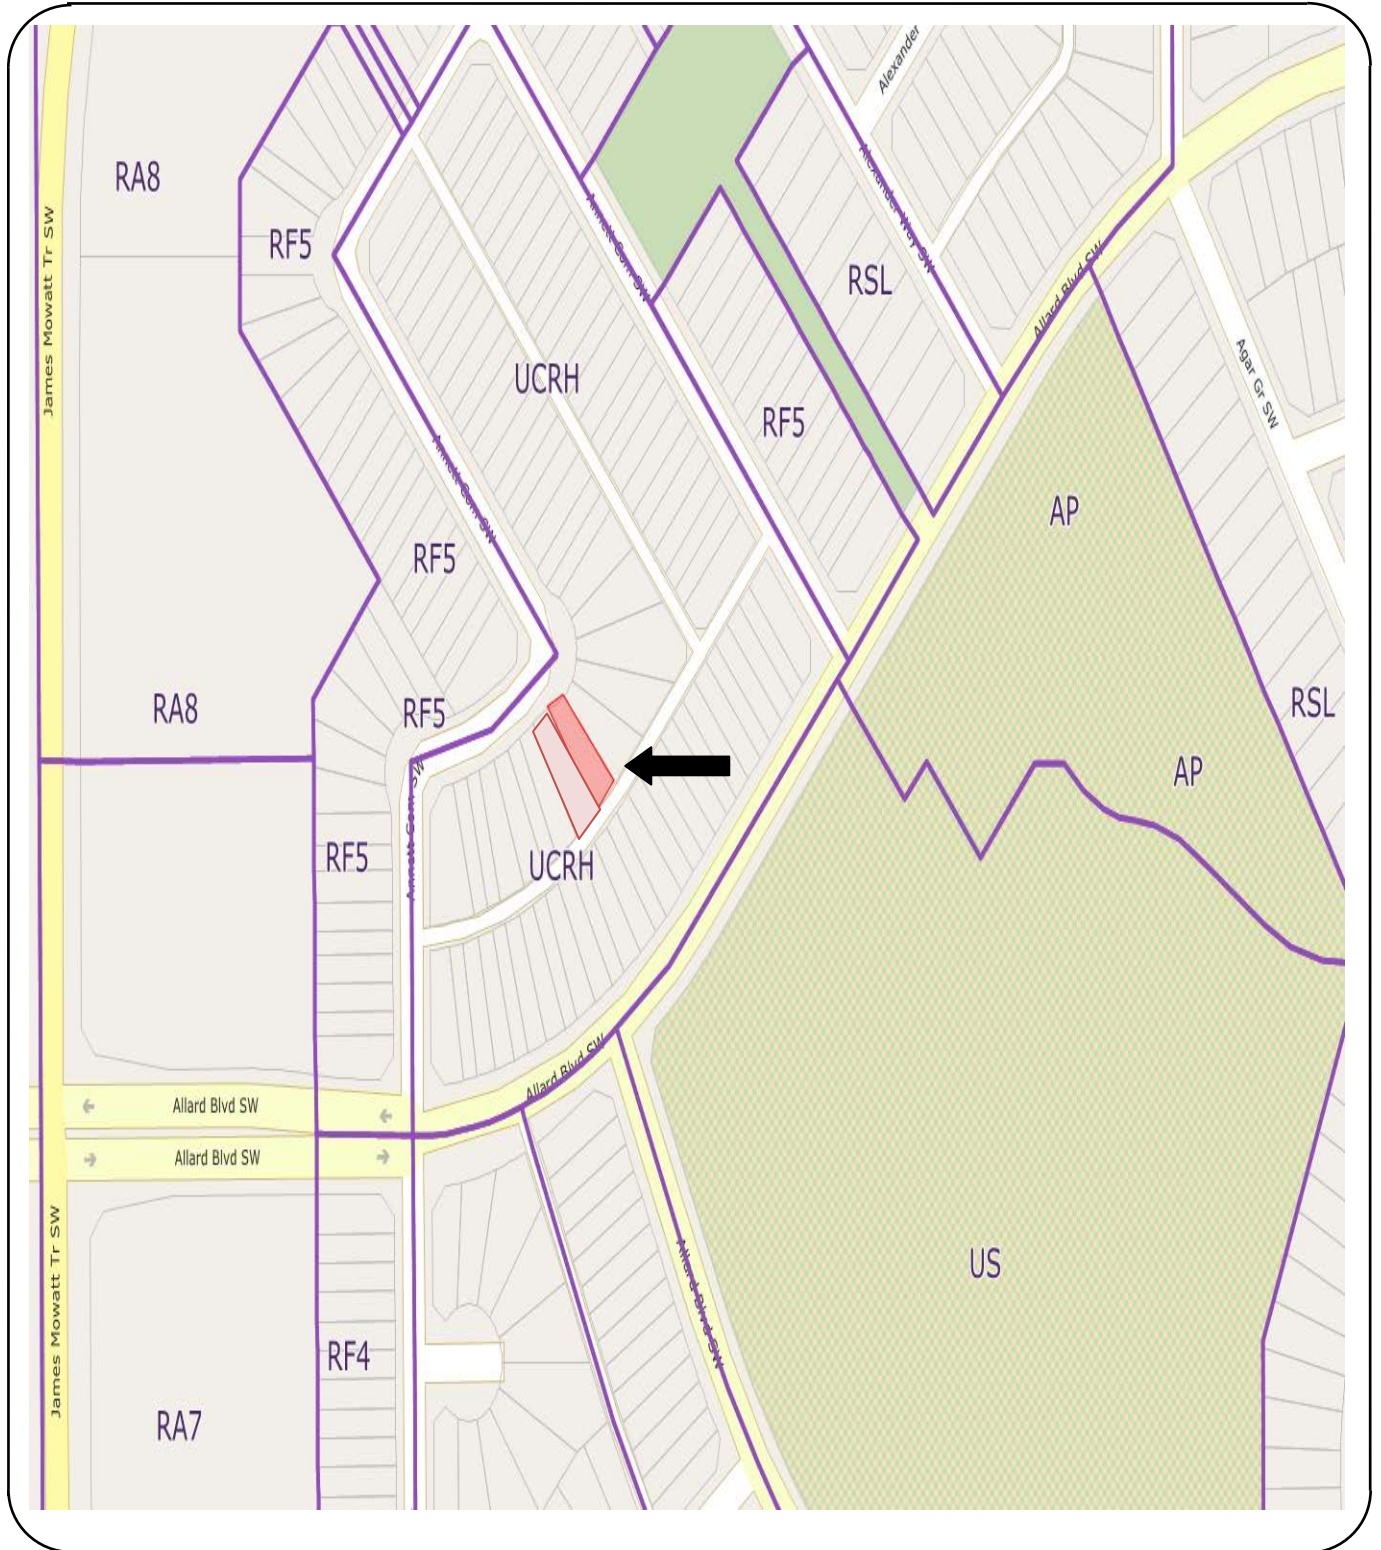 Alexander
RA8
James Mowatt Tr SW
Alexander Way SW
RF5
Annett Com SW
Allard Blvd SW
RSL
UCRH
Agar Gr SW
RF5
Annett Com SW
AP
RF5
RSL
RA8
RF5
AP
Annett Com SW
RF5
UCRH
Allard Blvd SW
Allard Blvd SW
Allard Blvd SW
James Mowatt Tr SW
Allard Blvd SW
US
RF4
RA7